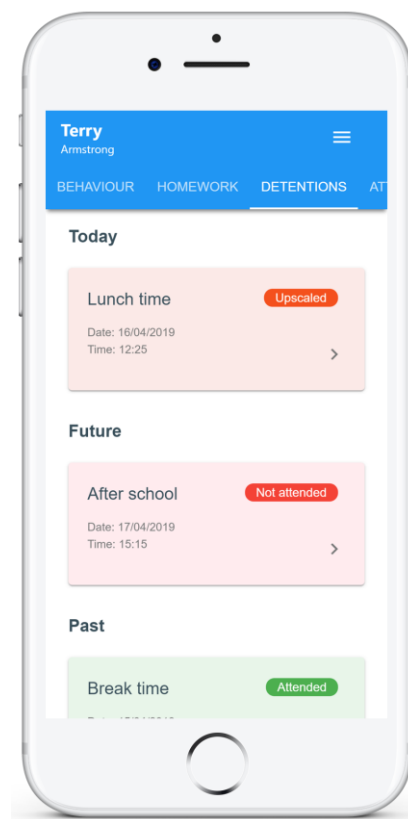 Terry
Armstrong
BEHAVIOUR HOMEWORK DETENTIONS
Today
Lunch time Upscaled
Date: 16/04/2019
Time: 12:25
Future
After school Not attended
Date: 17/04/2019
Time: 15:15
Past
Break time Attended